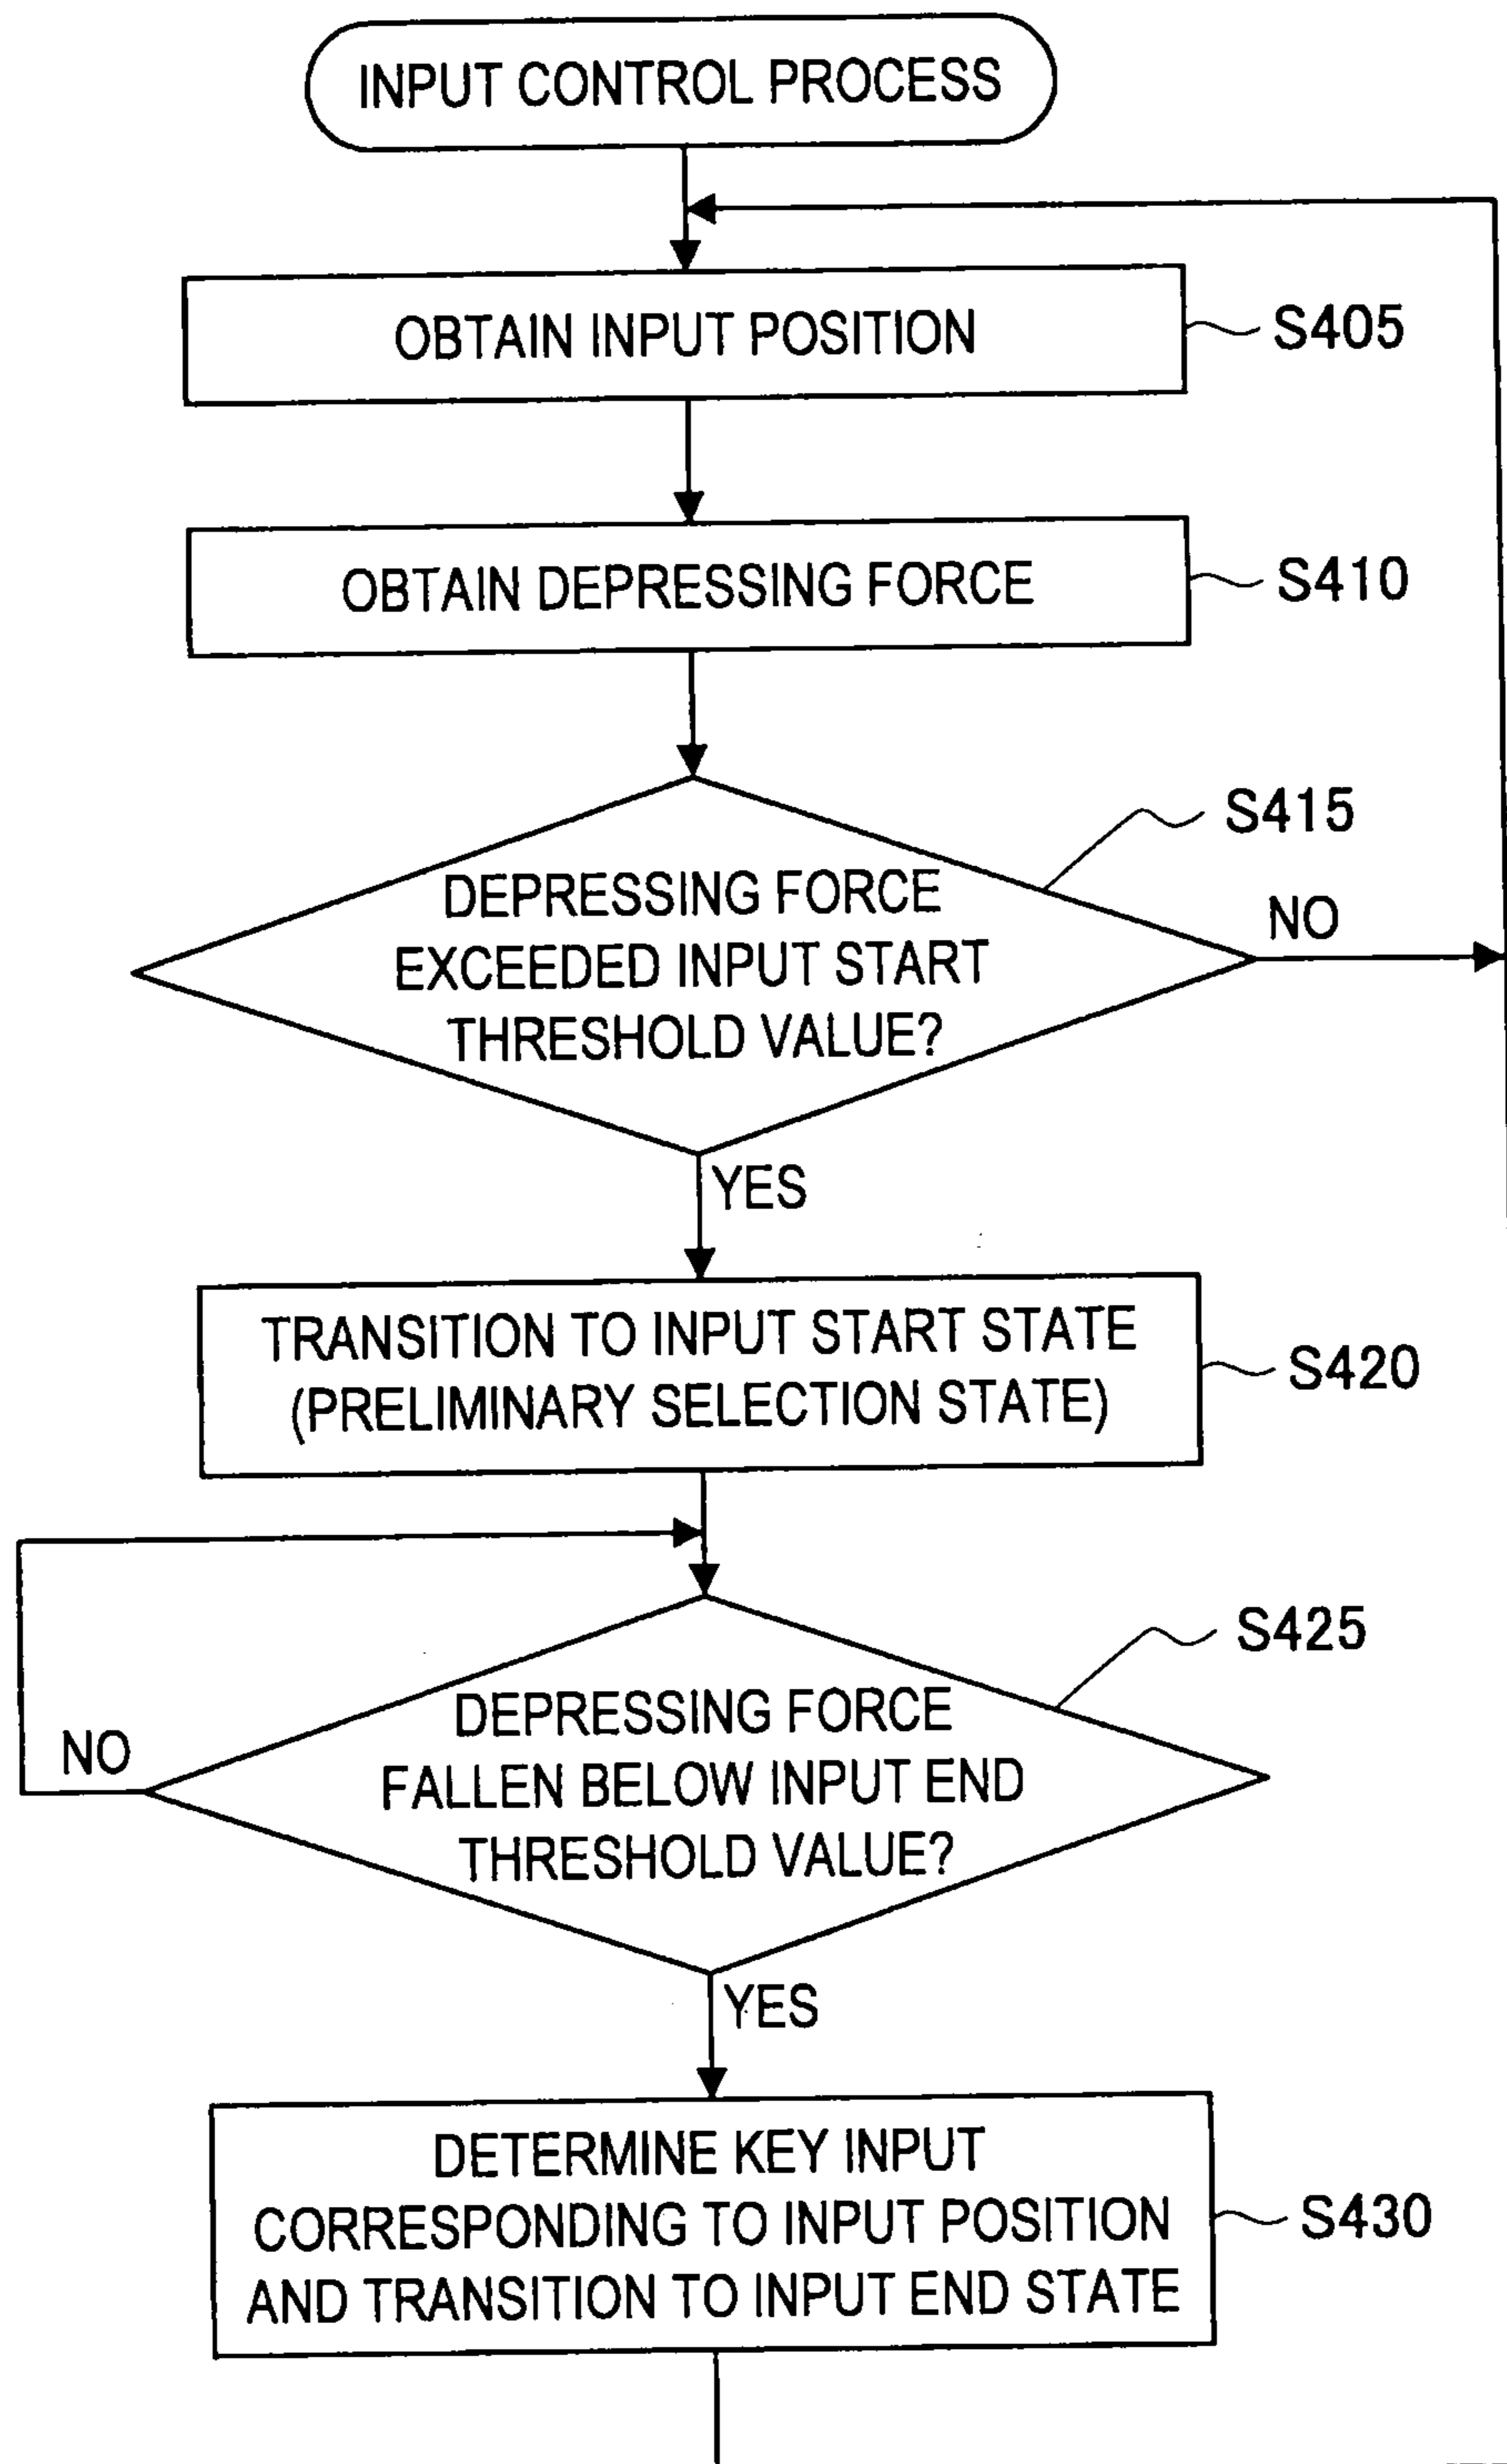 INPUT CONTROL PROCESS
OBTAIN INPUT POSITION
S405
OBTAIN DEPRESSING FORCE
S410
S415
DEPRESSING FORCE
EXCEEDED INPUT START
THRESHOLD VALUE?
NO
YES
TRANSITION TO INPUT START STATE
(PRELIMINARY SELECTION STATE)
S420
S425
DEPRESSING FORCE
FALLEN BELOW INPUT END
THRESHOLD VALUE?
NO
YES
DETERMINE KEY INPUT
CORRESPONDING TO INPUT POSITION
AND TRANSITION TO INPUT END STATE
S430